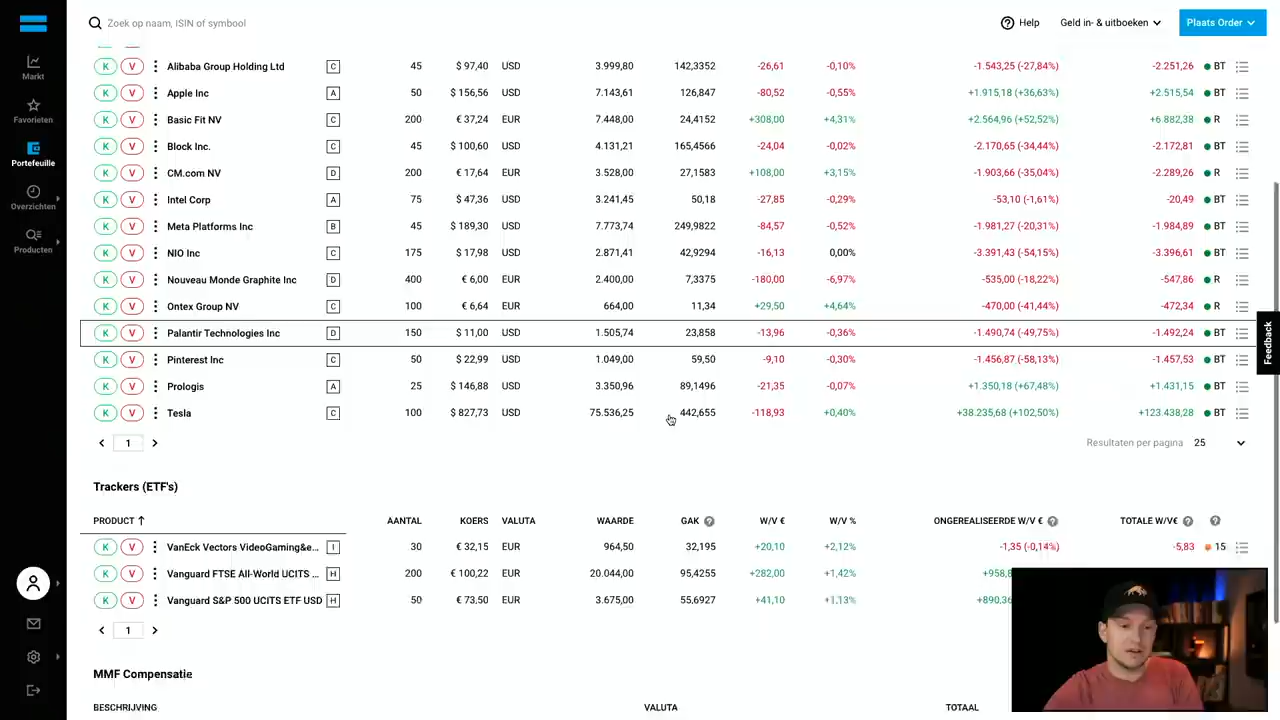 Zoek op naam, ISIN of symbool
Help
Geld in- & uitboeken
Plaats Order
Markt
Favorieten
Portefeuille
Overzichten
Producten
K V Alibaba Group Holding Ltd C 45 $ 97,40 USD 3.999,80 142,3352 -26,61 -0,10% -1.543,25 (-27,84%) -2.251,26 BT
K V Apple Inc A 50 $ 156,56 USD 7.143,61 126,847 -80,52 -0,55% +1.915,18 (+36,63%) +2.515,54 BT
K V Basic Fit NV C 200 € 37,24 EUR 7.448,00 24,4152 +308,00 +4,31% +2.564,96 (+52,52%) +6.882,38 R
K V Block Inc. C 45 $ 100,60 USD 4.131,21 165,4566 -24,04 -0,02% -2.170,65 (-34,44%) -2.172,81 BT
K V CM.com NV D 200 € 17,64 EUR 3.528,00 27,1583 +108,00 +3,15% -1.903,66 (-35,04%) -2.289,26 R
K V Intel Corp A 75 $ 47,36 USD 3.241,45 50,18 -27,85 -0,29% -53,10 (-1,61%) -20,49 BT
K V Meta Platforms Inc B 45 $ 189,30 USD 7.773,74 249,9822 -84,57 -0,52% -1.981,27 (-20,31%) -1.984,89 BT
K V NIO Inc C 175 $ 17,98 USD 2.871,41 42,9294 -16,13 0,00% -3.391,43 (-54,15%) -3.396,61 BT
K V Nouveau Monde Graphite Inc D 400 € 6,00 EUR 2.400,00 7,3375 -180,00 -6,97% -535,00 (-18,22%) -547,86 R
K V Ontex Group NV C 100 € 6,64 EUR 664,00 11,34 +29,50 +4,64% -470,00 (-41,44%) -472,34 R
K V Palantir Technologies Inc D 150 $ 11,00 USD 1.505,74 23,858 -13,96 -0,36% -1.490,74 (-49,75%) -1.492,24 BT
K V Pinterest Inc C 50 $ 22,99 USD 1.049,00 59,50 -9,10 -0,30% -1.456,87 (-58,13%) -1.457,53 BT
K V Prologis A 25 $ 146,88 USD 3.350,96 89,1496 -21,35 -0,07% +1.350,18 (+67,48%) +1.431,15 BT
K V Tesla C 100 $ 827,73 USD 75.536,25 442,655 -118,93 +0,40% +38.235,68 (+102,50%) +123.438,28 BT
1
Resultaten per pagina 25
Feedback
Trackers (ETF's)
PRODUCT ↑ AANTAL KOERS VALUTA WAARDE GAK ? W/V € W/V % ONGEREALISEERDE W/V € ? TOTALE W/V€ ? ?
K V VanEck Vectors VideoGaming&e... I 30 € 32,15 EUR 964,50 32,195 +20,10 +2,12% -1,35 (-0,14%) -5,83 15
K V Vanguard FTSE All-World UCITS ... H 200 € 100,22 EUR 20.044,00 95,4255 +282,00 +1,42% +958,8
K V Vanguard S&P 500 UCITS ETF USD H 50 € 73,50 EUR 3.675,00 55,6927 +41,10 +1,13% +890,36
1
MMF Compensatie
BESCHRIJVING VALUTA TOTAAL